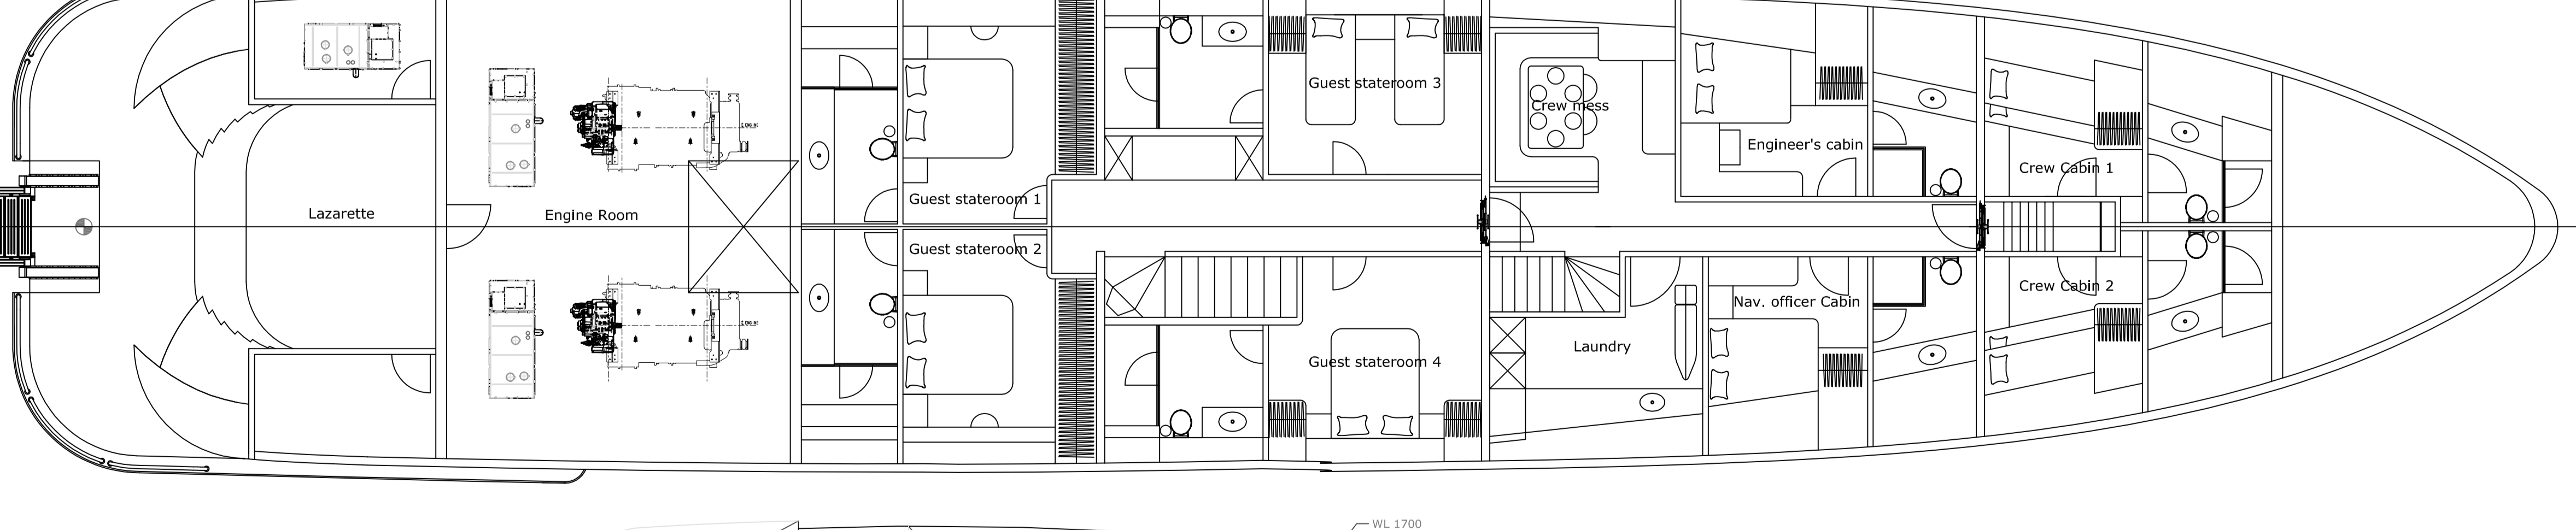 Guest stateroom 3
Crew mess
Engineer's cabin
Crew Cabin 1
Lazarette
Engine Room
Guest stateroom 1
Guest stateroom 2
Nav. officer Cabin
Crew Cabin 2
Laundry
Guest stateroom 4
WL 1700